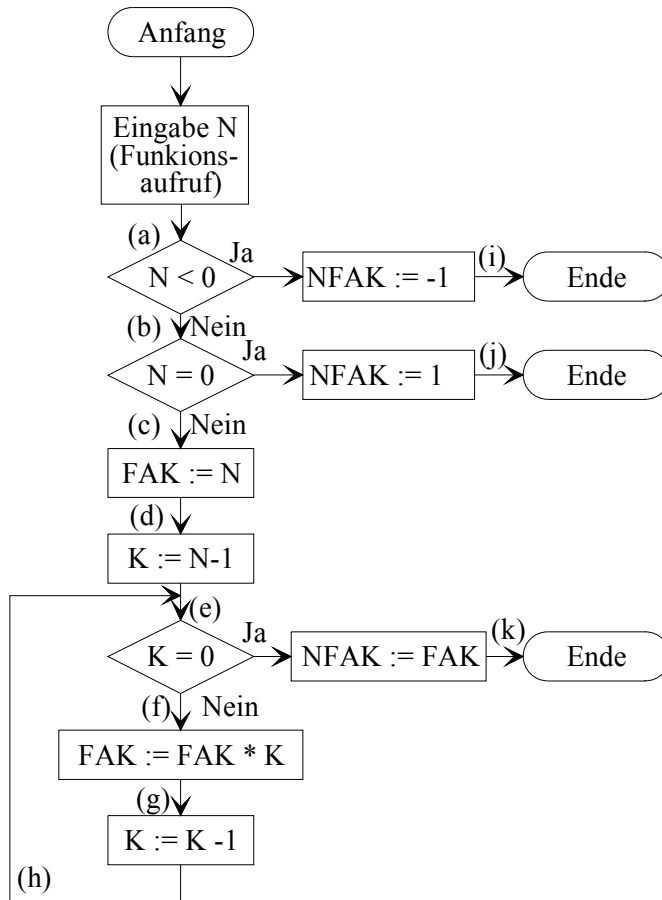 Anfang
Eingabe N
(Funkions-
aufruf)
(a)
N < 0
Ja
NFAK := -1
(i)
Ende
(b)
Nein
N = 0
Ja
NFAK := 1
(j)
Ende
(c)
Nein
FAK := N
(d)
K := N-1
(e)
K = 0
Ja
NFAK := FAK
(k)
Ende
(f)
Nein
FAK := FAK * K
(g)
K := K -1
(h)